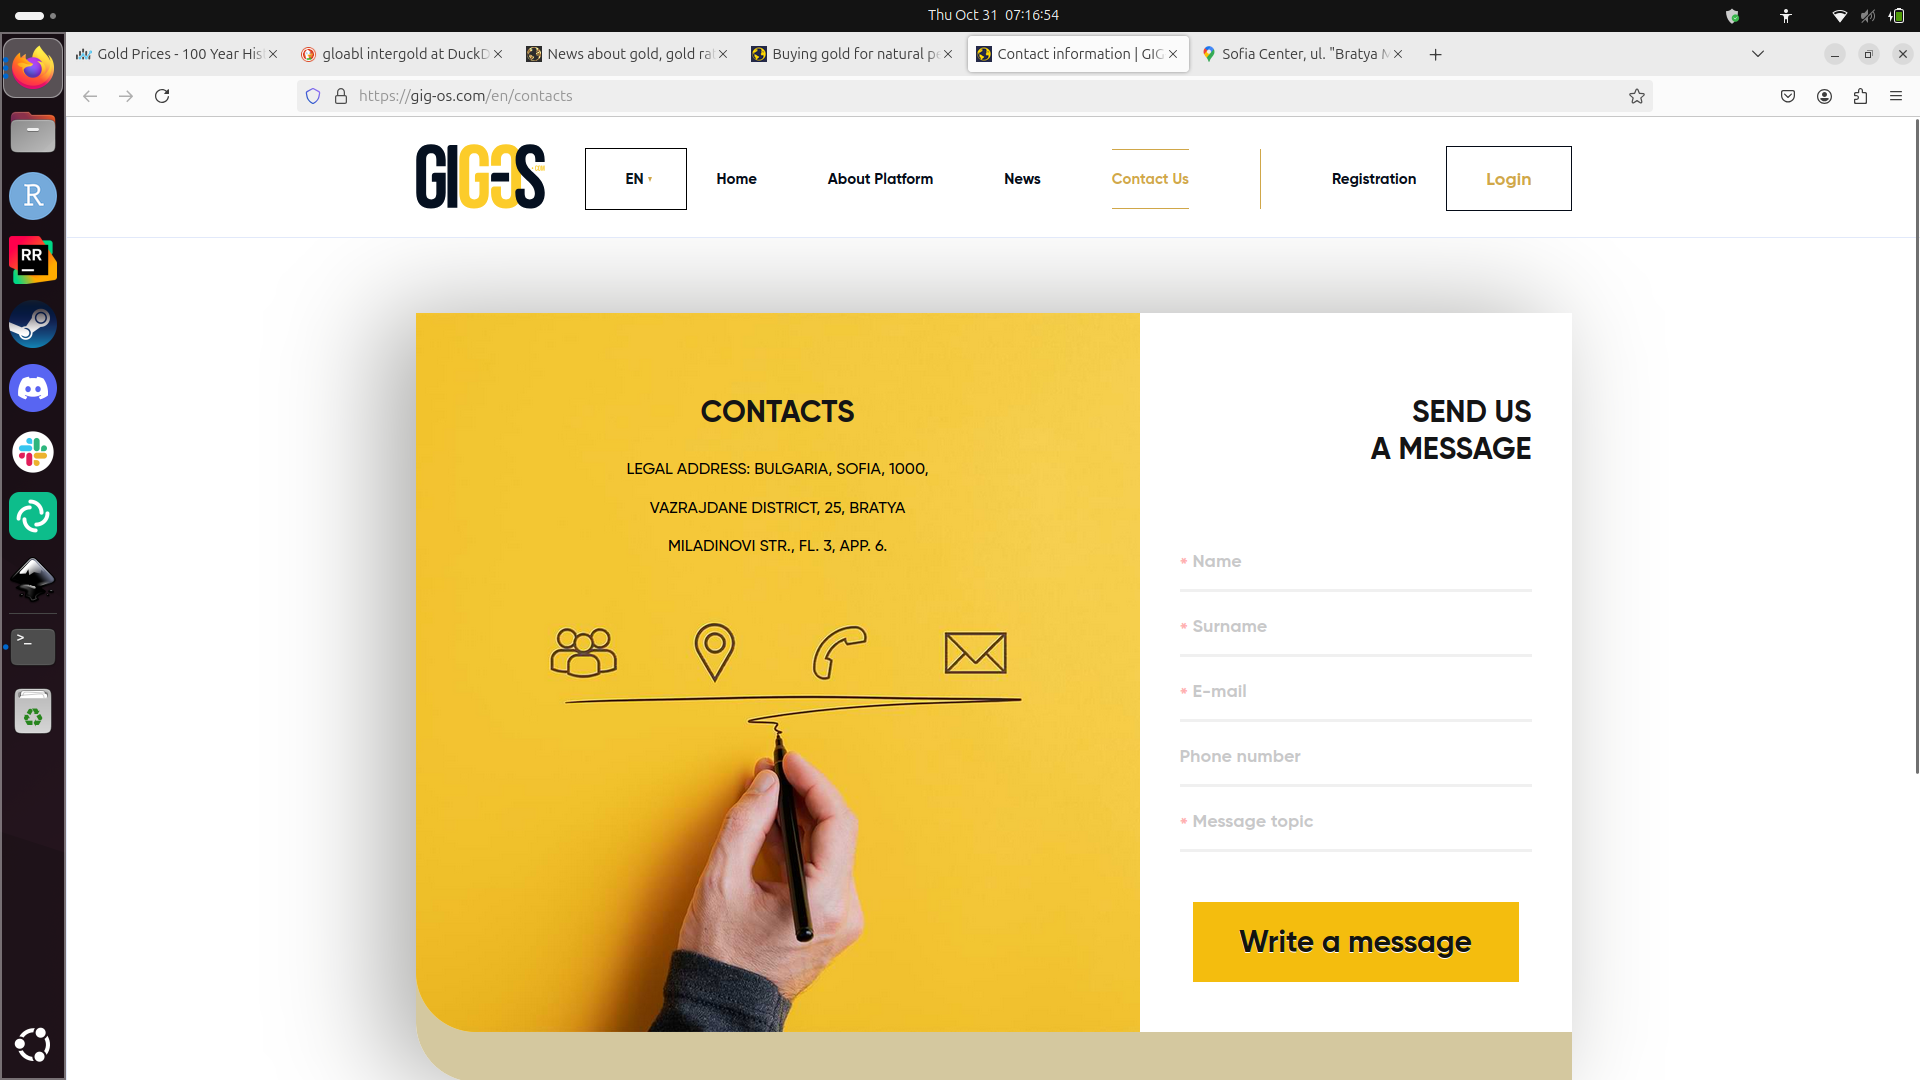 Thu Oct 31 07:16:54
Gold Prices - 100 Year His
gloabl intergold at DuckD
News about gold, gold ra
Buying gold for natural pe
Contact information | GIG
Sofia Center, ul. "Bratya M
https://gig-os.com/en/contacts
GIGOS
EN
Home
About Platform
News
Contact Us
Registration
Login
CONTACTS
LEGAL ADDRESS: BULGARIA, SOFIA, 1000,
VAZRAJDANE DISTRICT, 25, BRATYA
MILADINOVI STR., FL. 3, APP. 6.
SEND US
A MESSAGE
* Name
* Surname
* E-mail
Phone number
* Message topic
Write a message
R
RR
>_